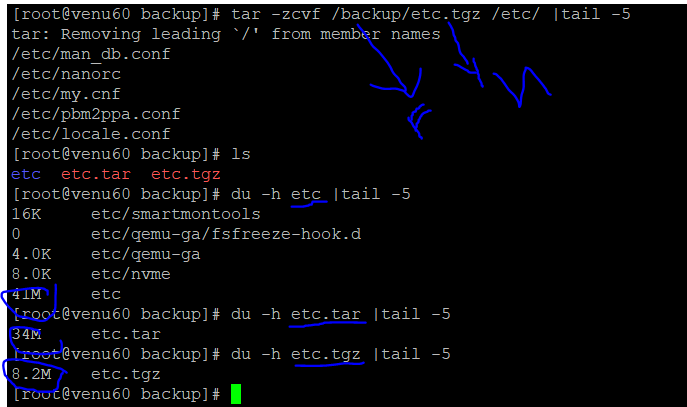 [root@venu60 backup]# tar -zcvf /backup/etc.tgz /etc/ |tail -5
tar: Removing leading `/' from member names
/etc/man_db.conf
/etc/nanorc
/etc/my.cnf
/etc/pbm2ppa.conf
/etc/locale.conf
[root@venu60 backup]# ls
etc  etc.tar  etc.tgz
[root@venu60 backup]# du -h etc |tail -5
16K     etc/smartmontools
0       etc/qemu-ga/fsfreeze-hook.d
4.0K    etc/qemu-ga
8.0K    etc/nvme
41M     etc
[root@venu60 backup]# du -h etc.tar |tail -5
34M     etc.tar
[root@venu60 backup]# du -h etc.tgz |tail -5
8.2M    etc.tgz
[root@venu60 backup]#